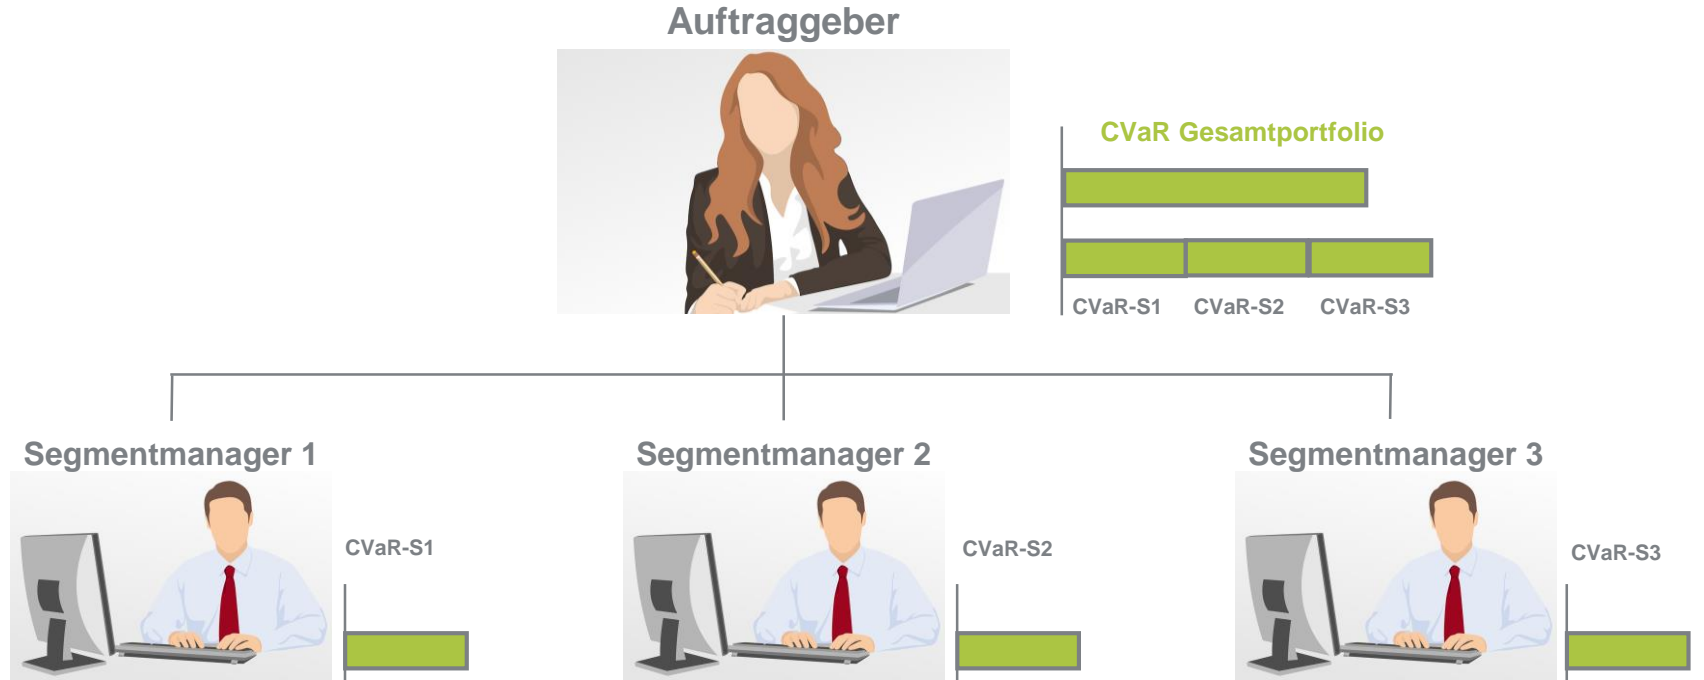 Auftraggeber
CVaR Gesamtportfolio
CVaR-S1 CVaR-S2 CVaR-S3
Segmentmanager 1
Segmentmanager 2
Segmentmanager 3
CVaR-S1
CVaR-S2
CVaR-S3